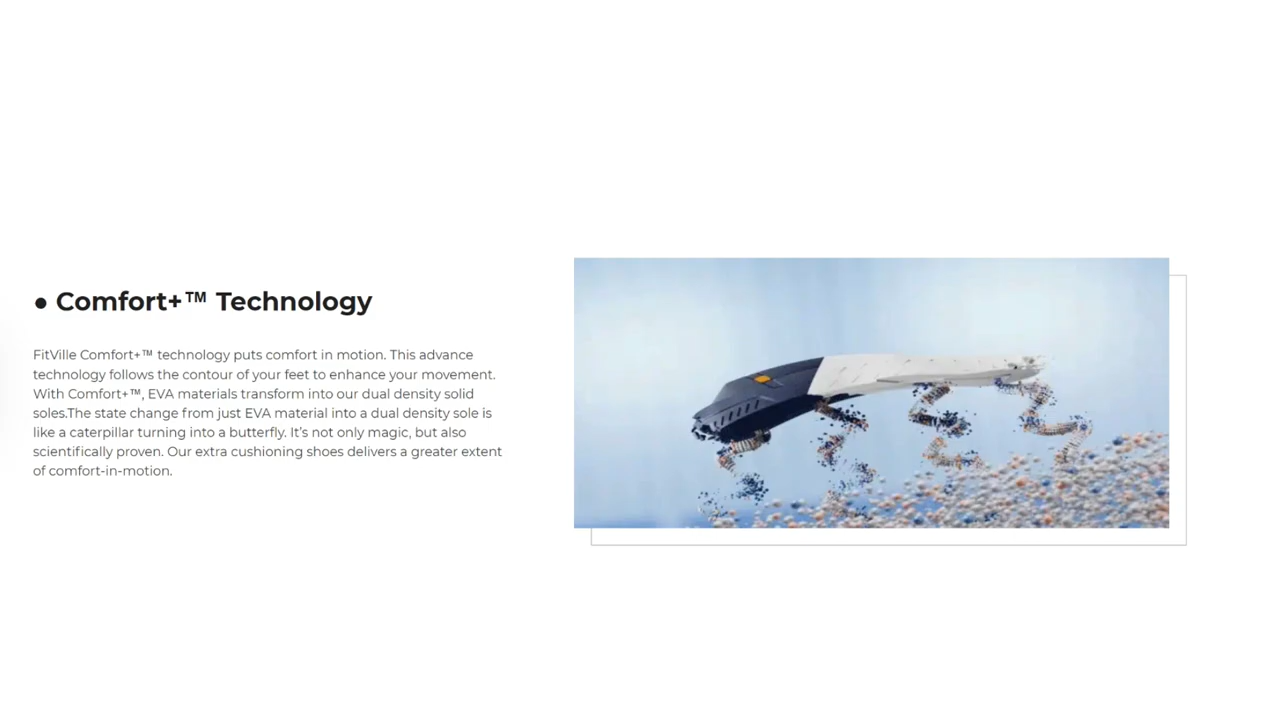 ● Comfort+™ Technology
FitVille Comfort+™ technology puts comfort in motion. This advance
technology follows the contour of your feet to enhance your movement.
With Comfort+™, EVA materials transform into our dual density solid
soles.The state change from just EVA material into a dual density sole is
like a caterpillar turning into a butterfly. It’s not only magic, but also
scientifically proven. Our extra cushioning shoes delivers a greater extent
of comfort-in-motion.